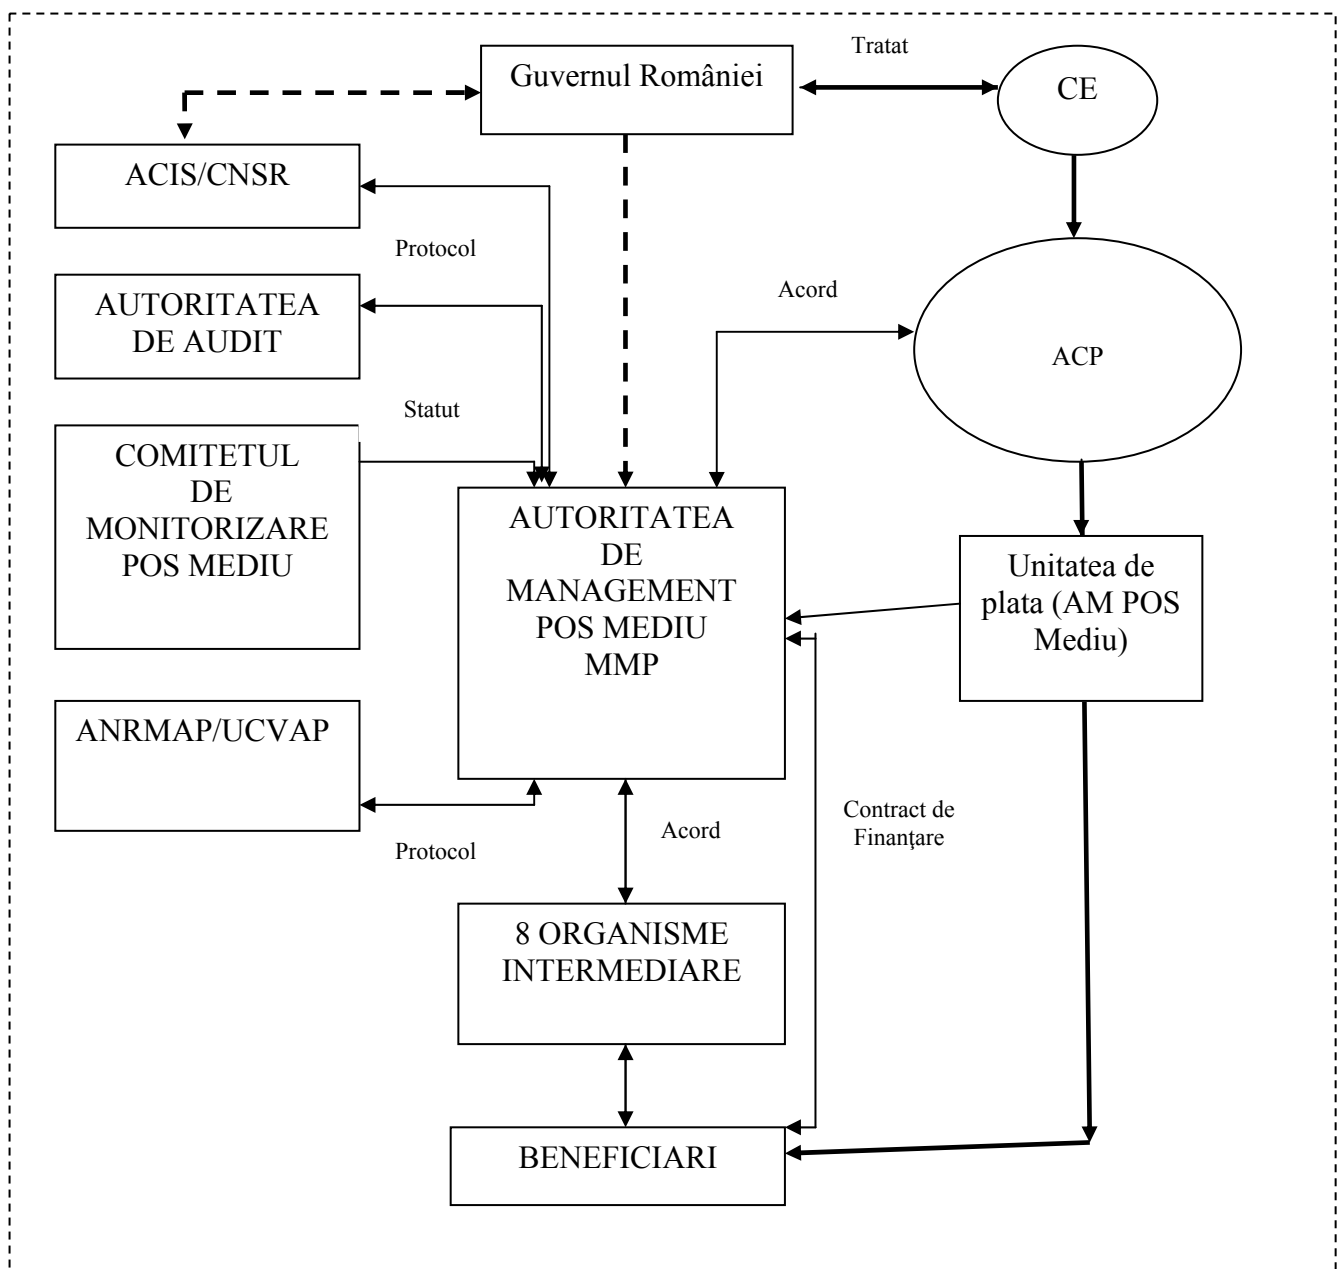 Tratat
Guvernul României
CE
ACIS/CNSR
Protocol
AUTORITATEA
DE AUDIT
Acord
ACP
Statut
COMITETUL
DE
MONITORIZARE
POS MEDIU
AUTORITATEA
DE
MANAGEMENT
POS MEDIU
MMP
Unitatea de
plata (AM POS
Mediu)
ANRMAP/UCVAP
Protocol
Acord
Contract de
Finanţare
8 ORGANISME
INTERMEDIARE
BENEFICIARI